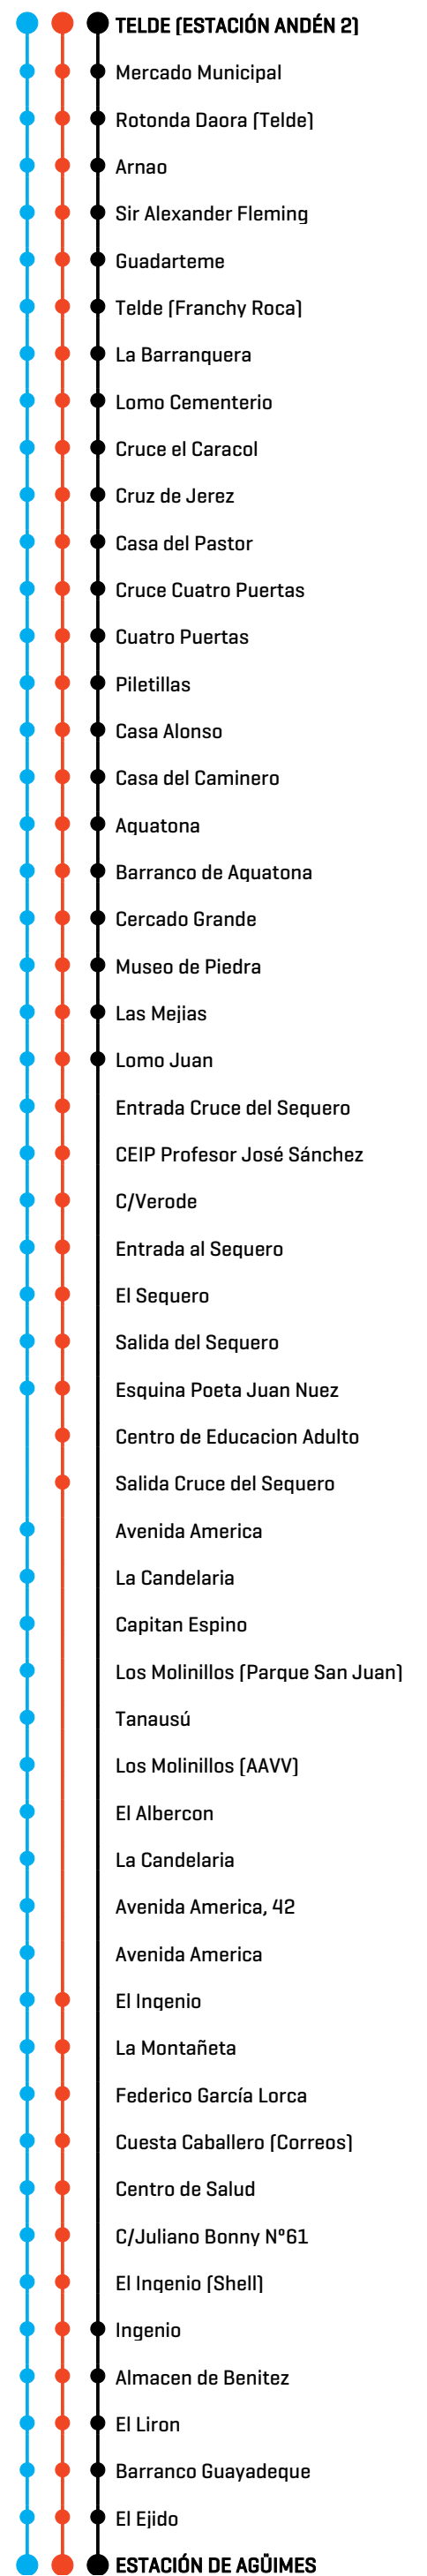 TELDE (ESTACIÓN ANDÉN 2)
Mercado Municipal
Rotonda Daora (Telde)
Arnao
Sir Alexander Fleming
Guadarteme
Telde (Franchy Roca)
La Barranquera
Lomo Cementerio
Cruce el Caracol
Cruz de Jerez
Casa del Pastor
Cruce Cuatro Puertas
Cuatro Puertas
Piletillas
Casa Alonso
Casa del Caminero
Aguatona
Barranco de Aguatona
Cercado Grande
Museo de Piedra
Las Mejias
Lomo Juan
Entrada Cruce del Sequero
CEIP Profesor José Sánchez
C/Verode
Entrada al Sequero
El Sequero
Salida del Sequero
Esquina Poeta Juan Nuez
Centro de Educacion Adulto
Salida Cruce del Sequero
Avenida America
La Candelaria
Capitan Espino
Los Molinillos (Parque San Juan)
Tanausú
Los Molinillos (AAVV)
El Albercon
La Candelaria
Avenida America, 42
Avenida America
El Ingenio
La Montañeta
Federico García Lorca
Cuesta Caballero (Correos)
Centro de Salud
C/Juliano Bonny Nº61
El Ingenio (Shell)
Ingenio
Almacen de Benitez
El Liron
Barranco Guayadeque
El Ejido
ESTACIÓN DE AGÜIMES